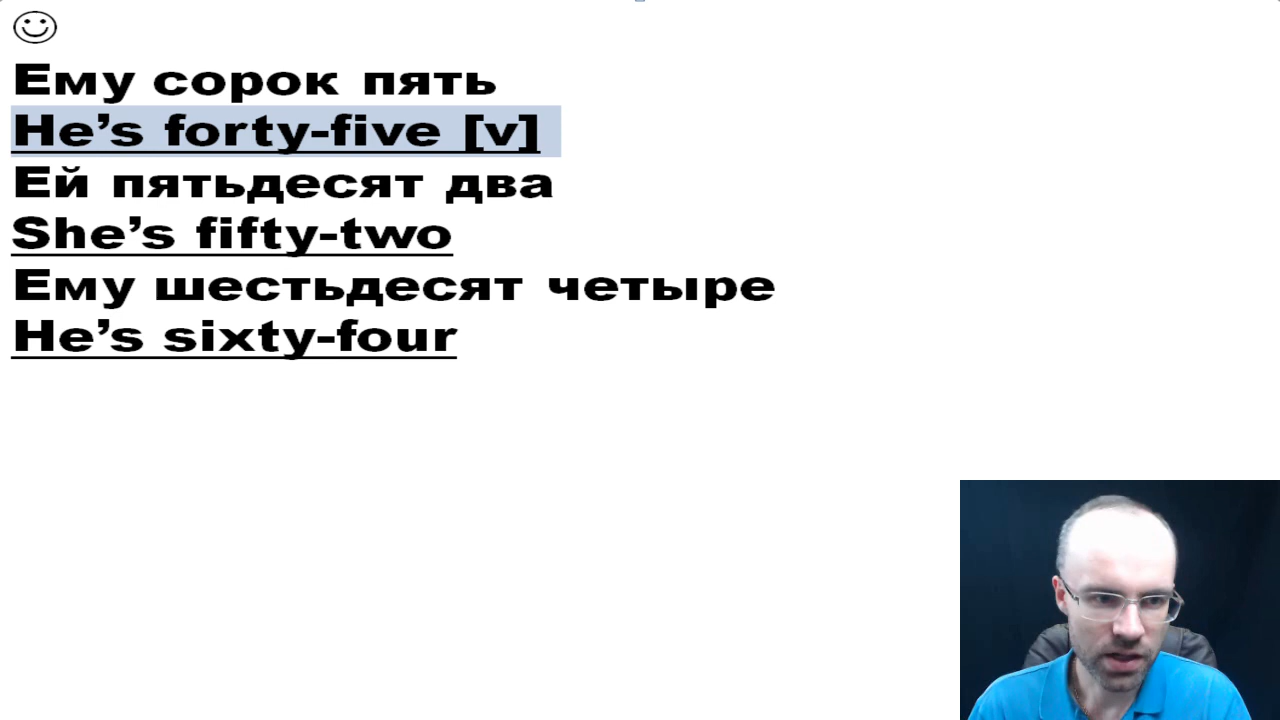 Ему сорок пять
He’s forty-five [v]
Ей пятьдесят два
She’s fifty-two
Ему шестьдесят четыре
He’s sixty-four